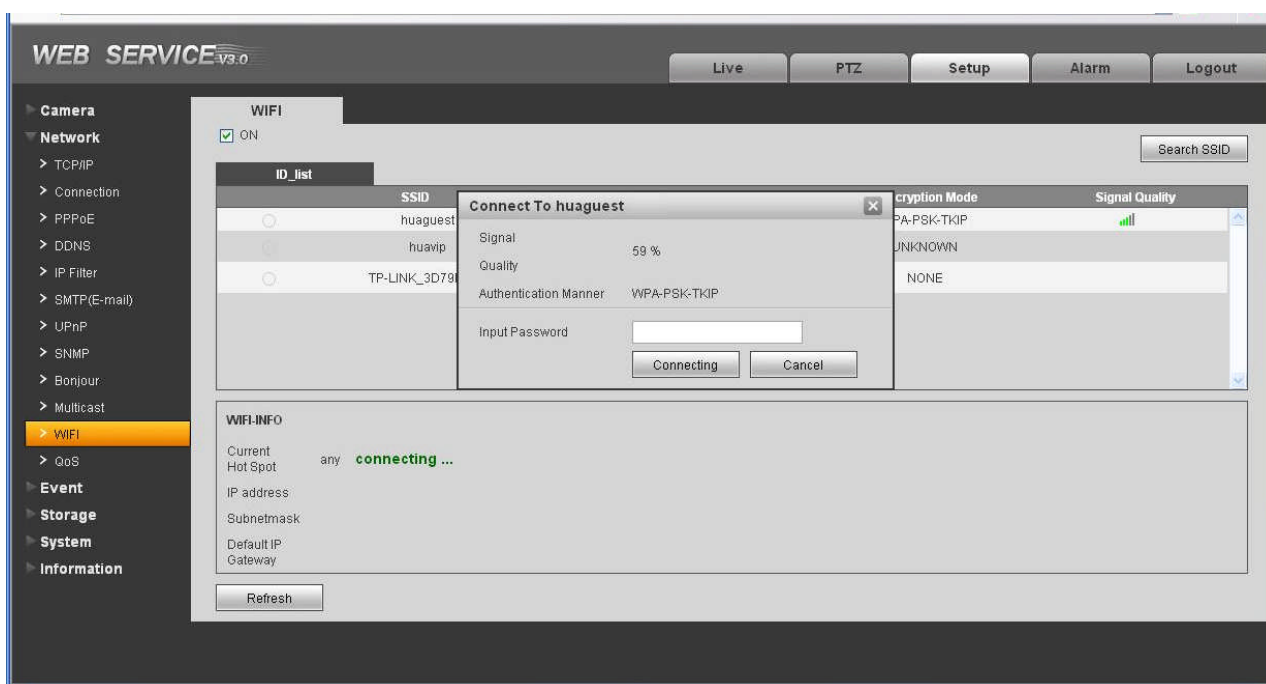 WEB SERVICE V3.0
Live PTZ Setup Alarm Logout
Camera
Network
> TCP/IP
> Connection
> PPPoE
> DDNS
> IP Filter
> SMTP(E-mail)
> UPnP
> SNMP
> Bonjour
> Multicast
> WIFI
> QoS
Event
Storage
System
Information
WIFI
ON
Search SSID
ID_list
SSID cryption Mode Signal Quality
huaguest PA-PSK-TKIP
huavip UNKNOWN
TP-LINK_3D79 NONE
Connect To huaguest
Signal
Quality
59 %
Authentication Manner WPA-PSK-TKIP
Input Password
Connecting Cancel
WIFI-INFO
Current
Hot Spot
any connecting ...
IP address
Subnetmask
Default IP
Gateway
Refresh